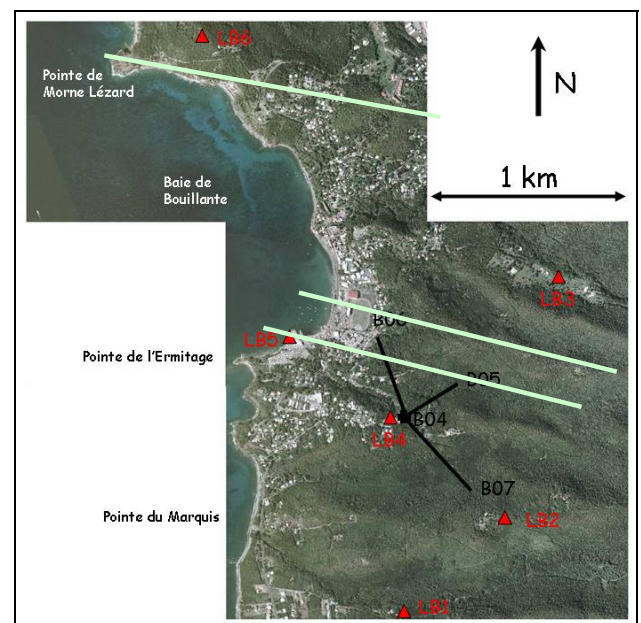 LB6
Pointe de
Morne Lézard
N
1 km
Baie de
Bouillante
LB3
B06
LB5
Pointe de l'Ermitage
B05
B04
LB4
B07
Pointe du Marquis
LB2
LB1